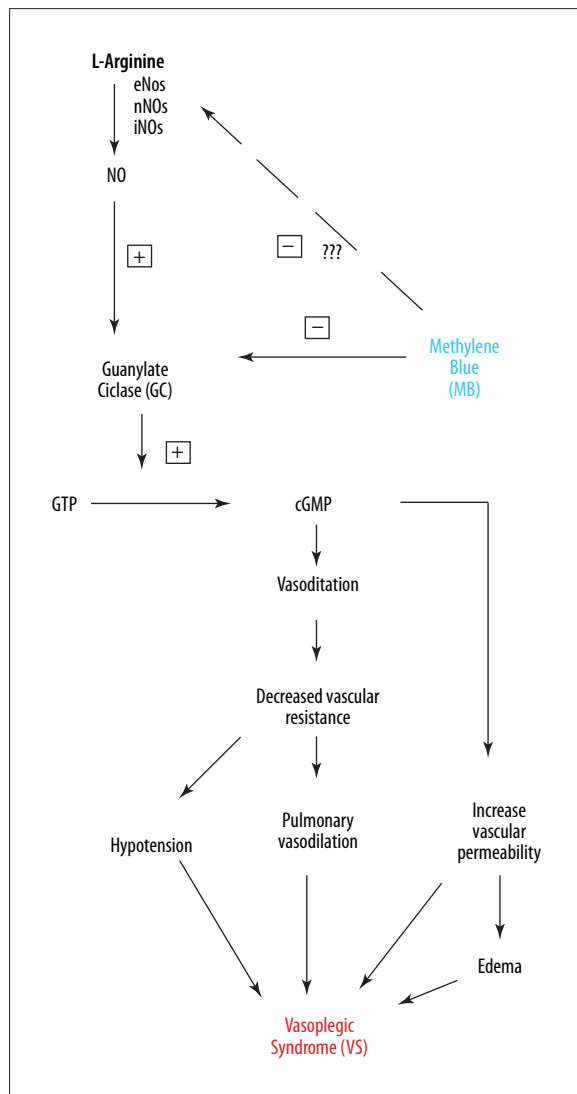 L-Arginine
eNos
nNOs
iNOs
NO
+
−
???
−
Methylene
Blue
(MB)
Guanylate
Ciclase (GC)
+
GTP
cGMP
Vasoditation
Decreased vascular
resistance
Hypotension
Pulmonary
vasodilation
Increase
vascular
permeability
Edema
Vasoplegic
Syndrome (VS)